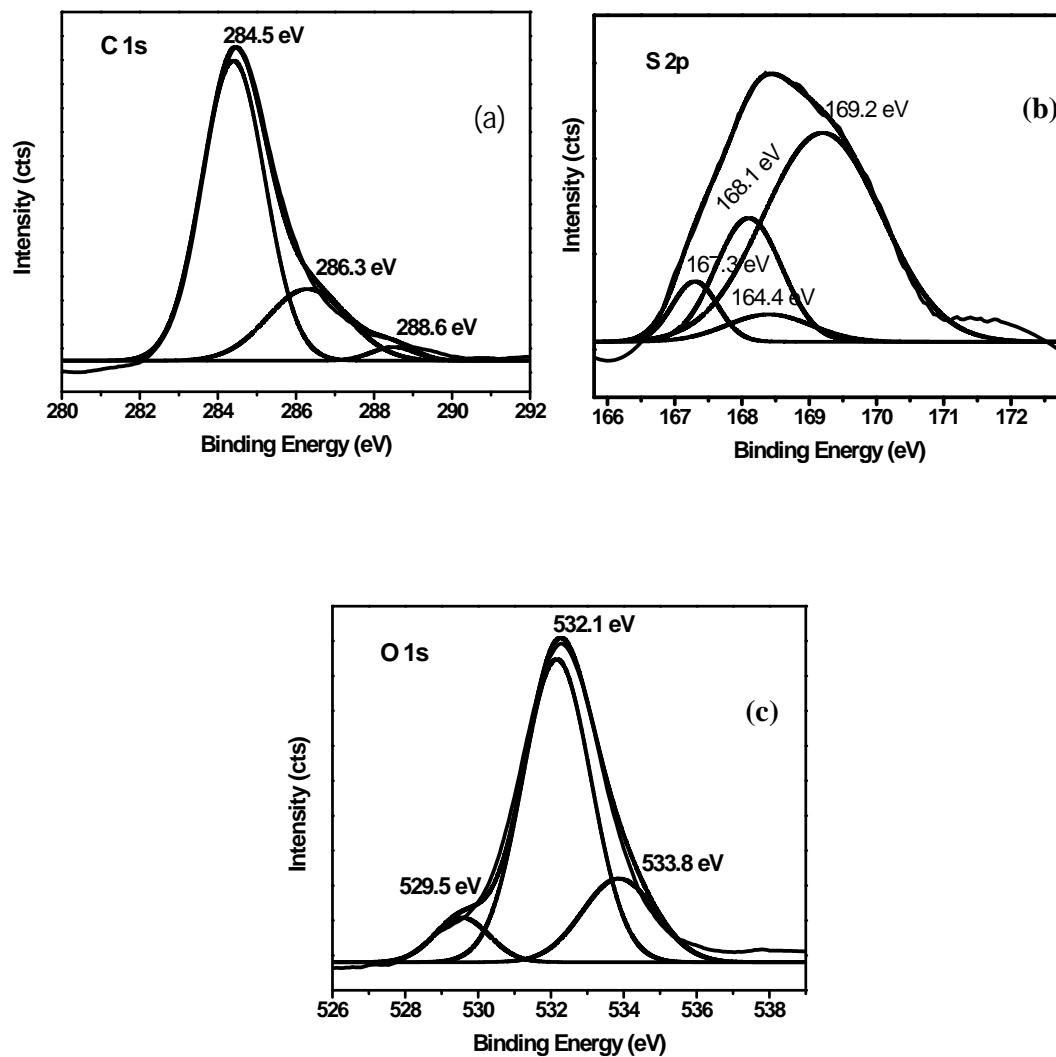 C 1s
284.5 eV
(a)
286.3 eV
288.6 eV
Intensity (cts)
280 282 284 286 288 290 292
Binding Energy (eV)
S 2p
169.2 eV
(b)
168.1 eV
167.3 eV
164.4 eV
Intensity (cts)
166 167 168 169 170 171 172
Binding Energy (eV)
O 1s
532.1 eV
(c)
533.8 eV
529.5 eV
Intensity (cts)
526 528 530 532 534 536 538
Binding Energy (eV)